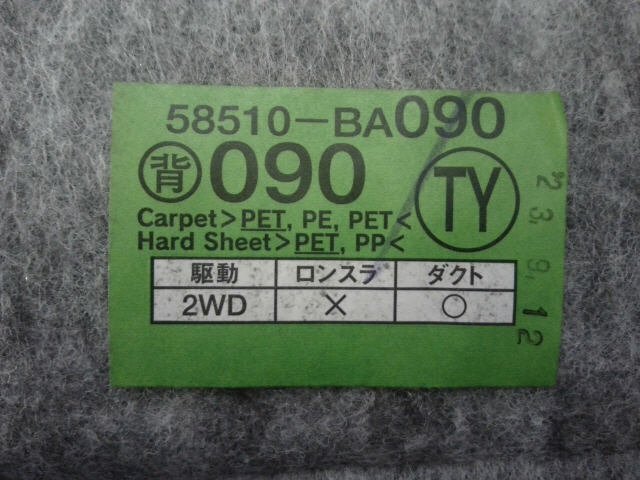 58510-BA090
背 090
TY
Carpet>PET, PE, PET<
Hard Sheet>PET, PP<
駆動 ロンスラ ダクト
2WD × ○
23.9.12